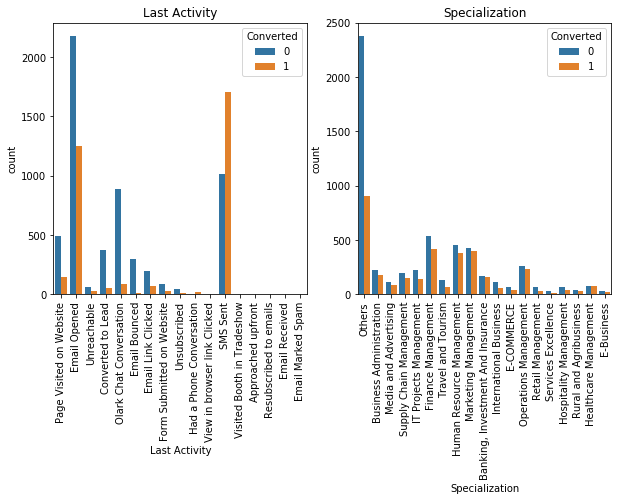 Last Activity
Converted
0
1
count
2000
1500
1000
500
0
Page Visited on Website
Email Opened
Unreachable
Converted to Lead
Olark Chat Conversation
Email Bounced
Email Link Clicked
Form Submitted on Website
Unsubscribed
Had a Phone Conversation
View in browser link Clicked
SMS Sent
Visited Booth in Tradeshow
Approached upfront
Resubscribed to emails
Email Received
Email Marked Spam
Last Activity
Specialization
Converted
0
1
count
2500
2000
1500
1000
500
0
Others
Business Administration
Media and Advertising
Supply Chain Management
IT Projects Management
Finance Management
Travel and Tourism
Human Resource Management
Marketing Management
Banking, Investment And Insurance
International Business
E-COMMERCE
Operations Management
Retail Management
Services Excellence
Hospitality Management
Rural and Agribusiness
Healthcare Management
E-Business
Specialization